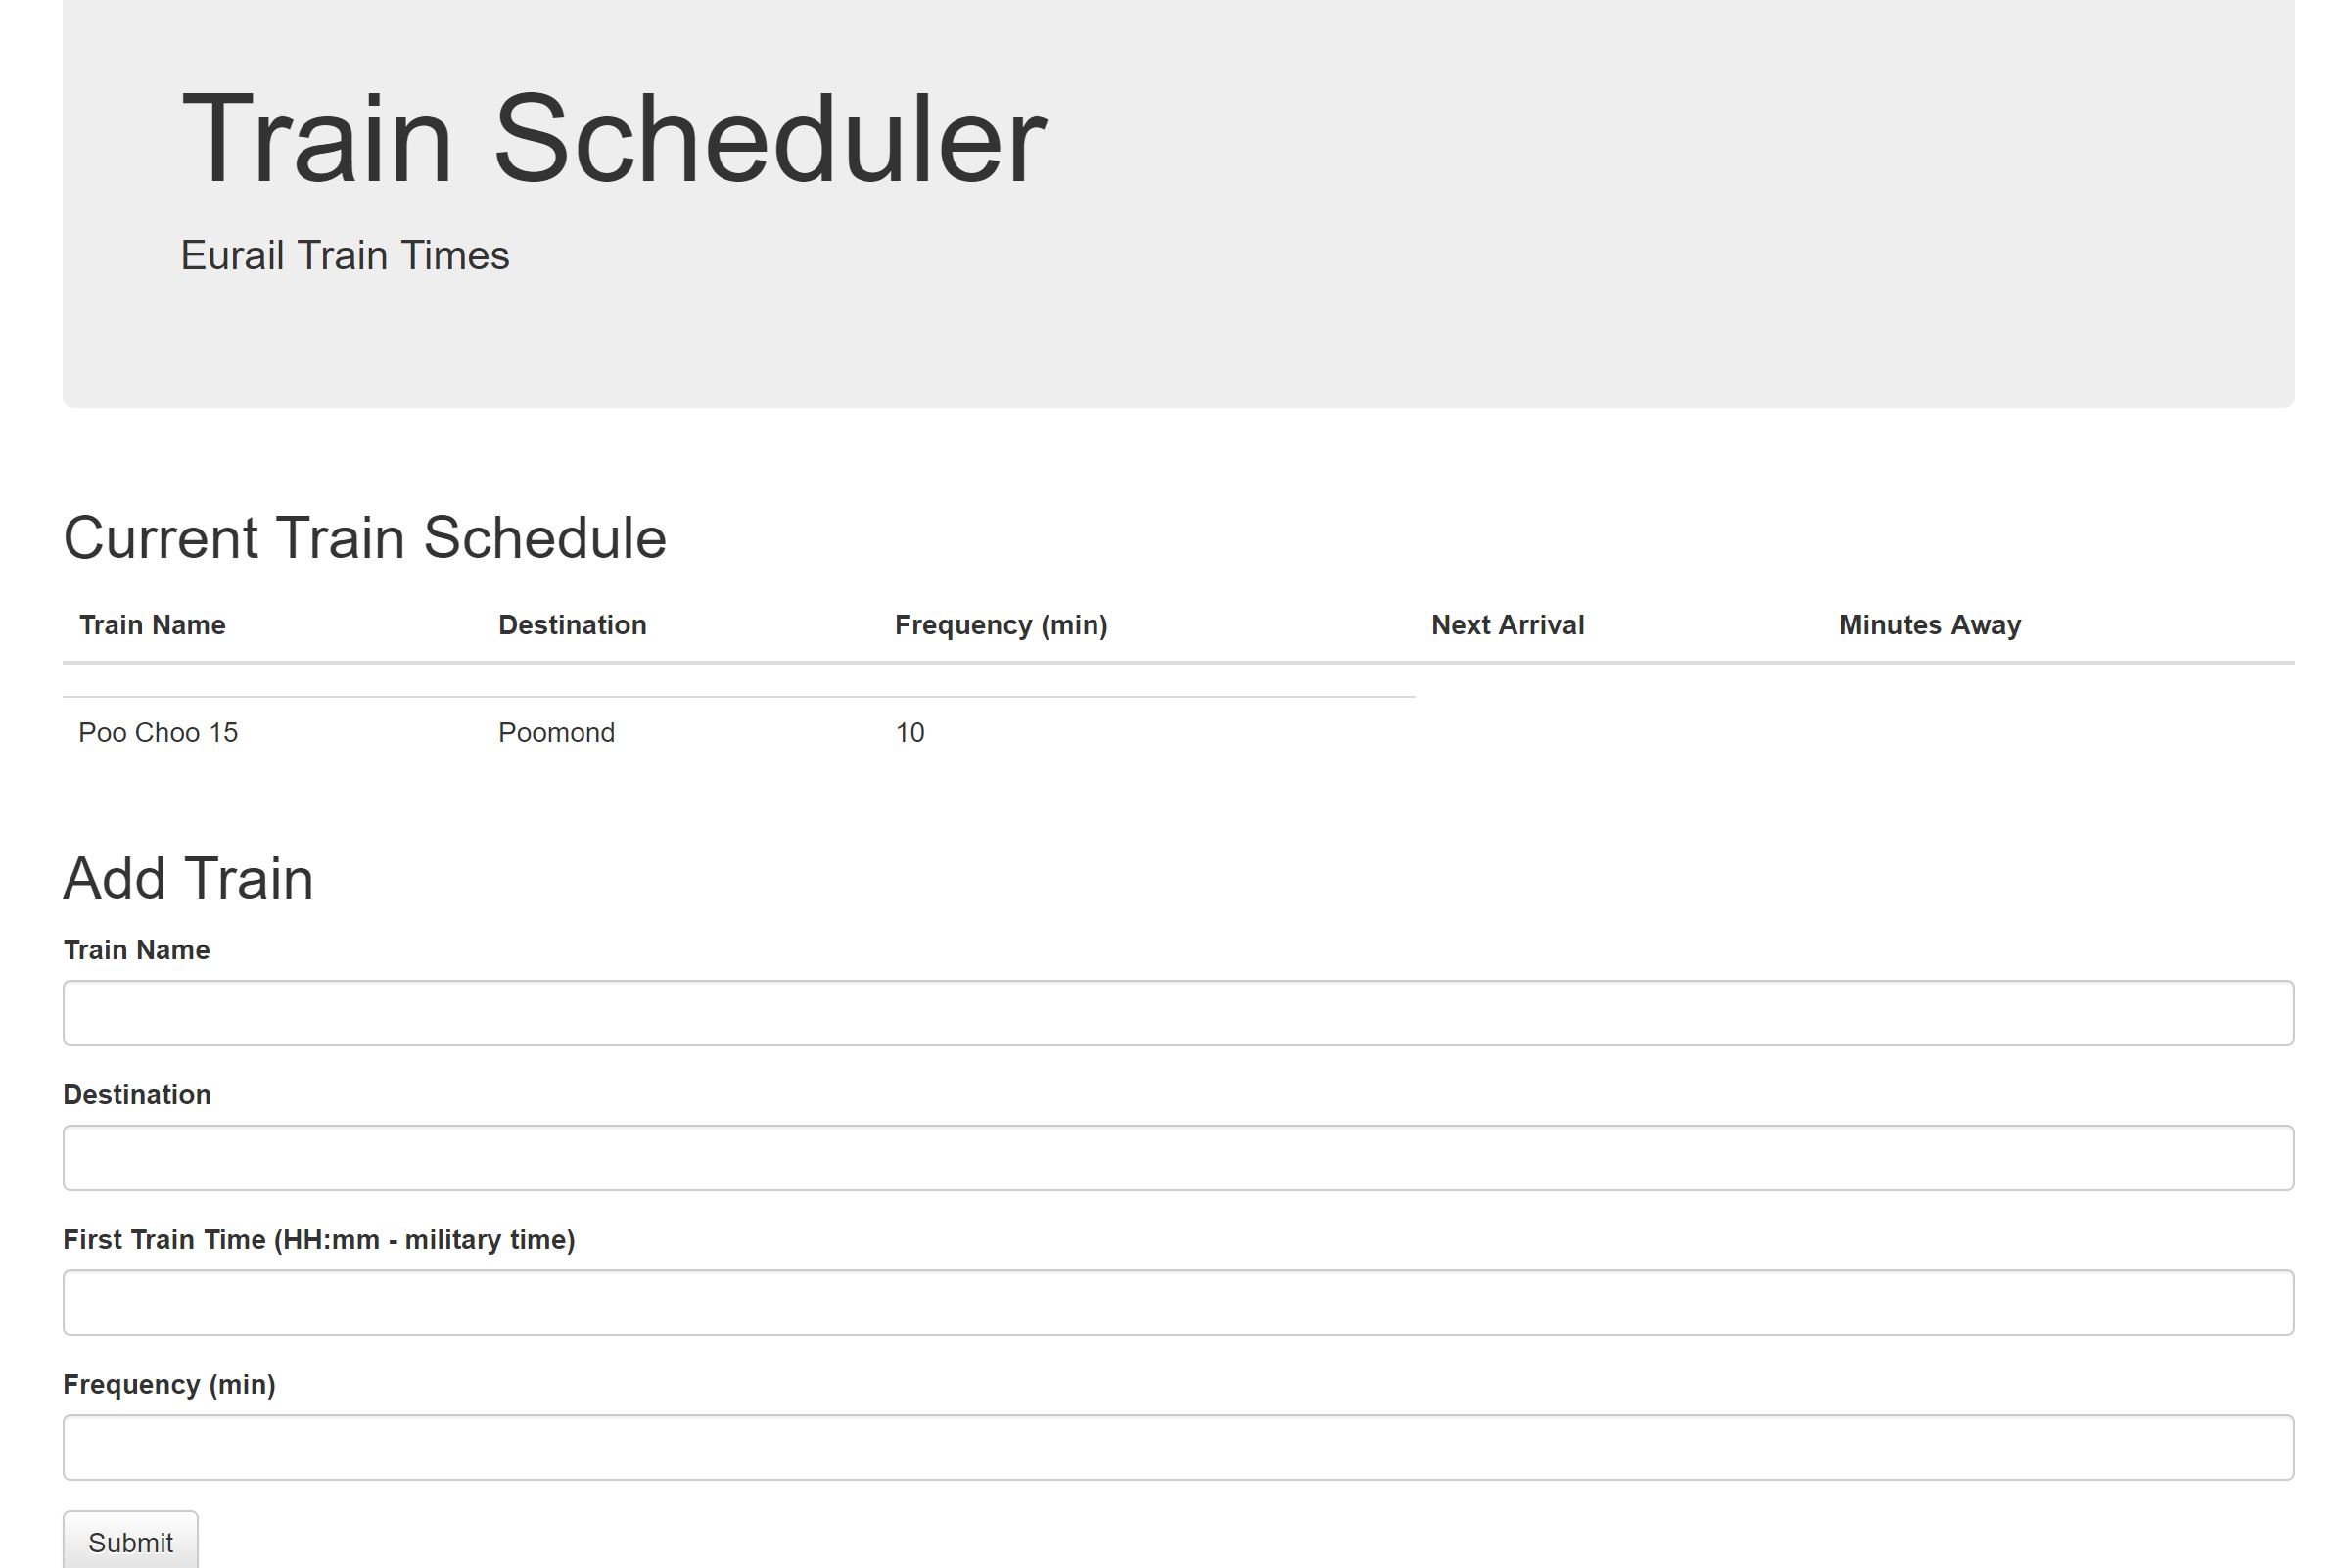 Train Scheduler
Eurail Train Times
Current Train Schedule
Train Name Destination Frequency (min) Next Arrival Minutes Away
Poo Choo 15 Poomond 10
Add Train
Train Name
Destination
First Train Time (HH:mm - military time)
Frequency (min)
Submit